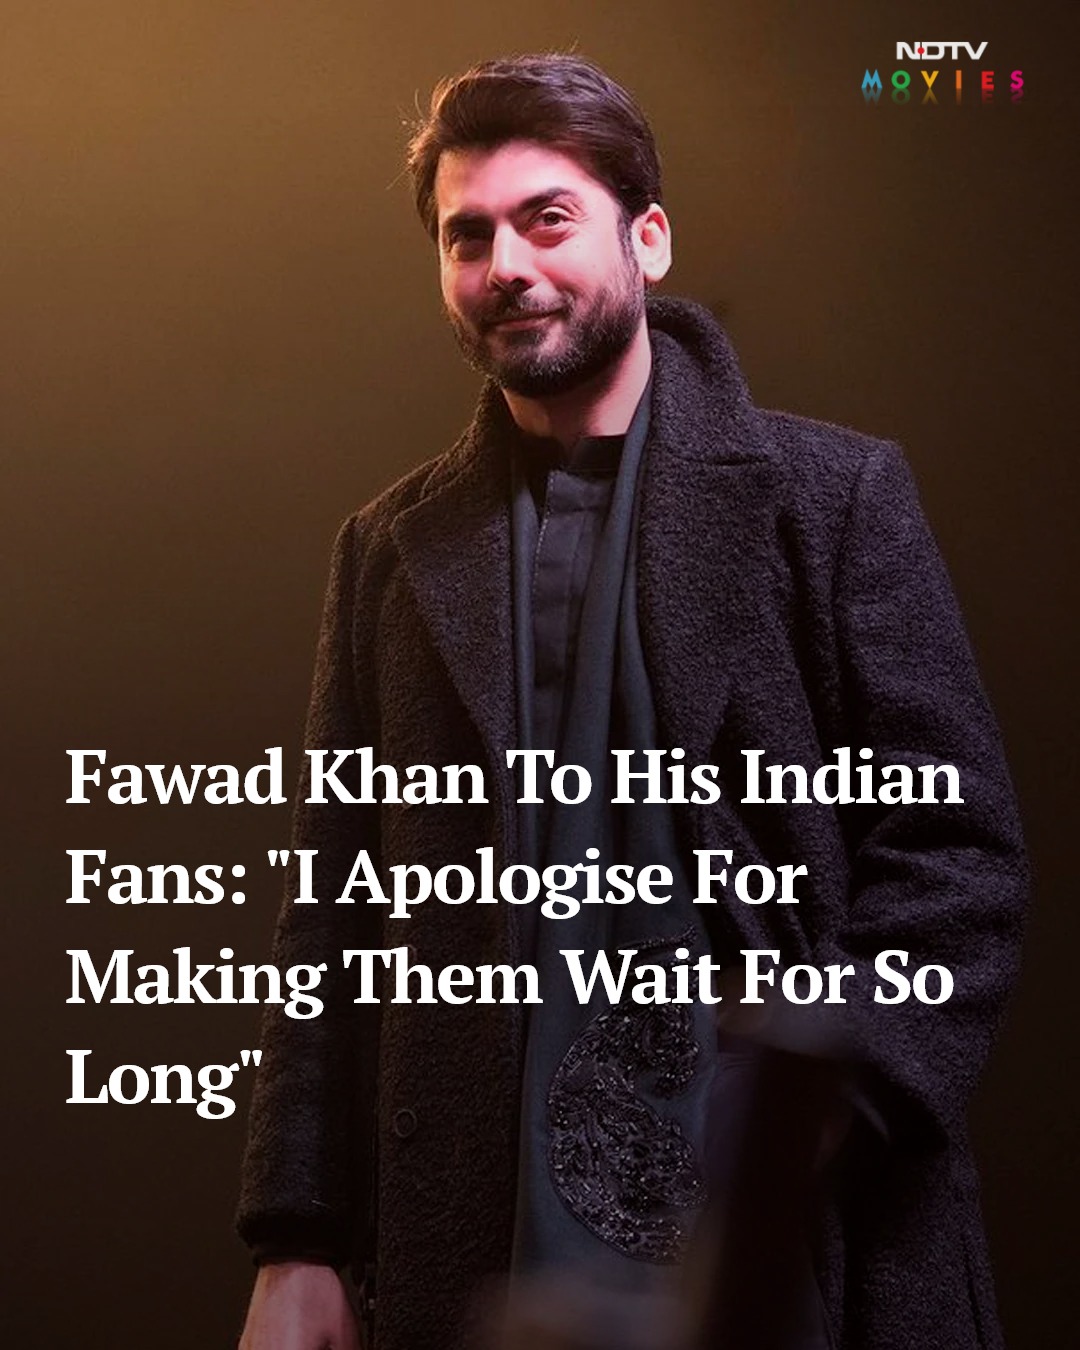 NDTV
MOVIES
Fawad Khan To His Indian
Fans: "I Apologise For
Making Them Wait For So
Long"